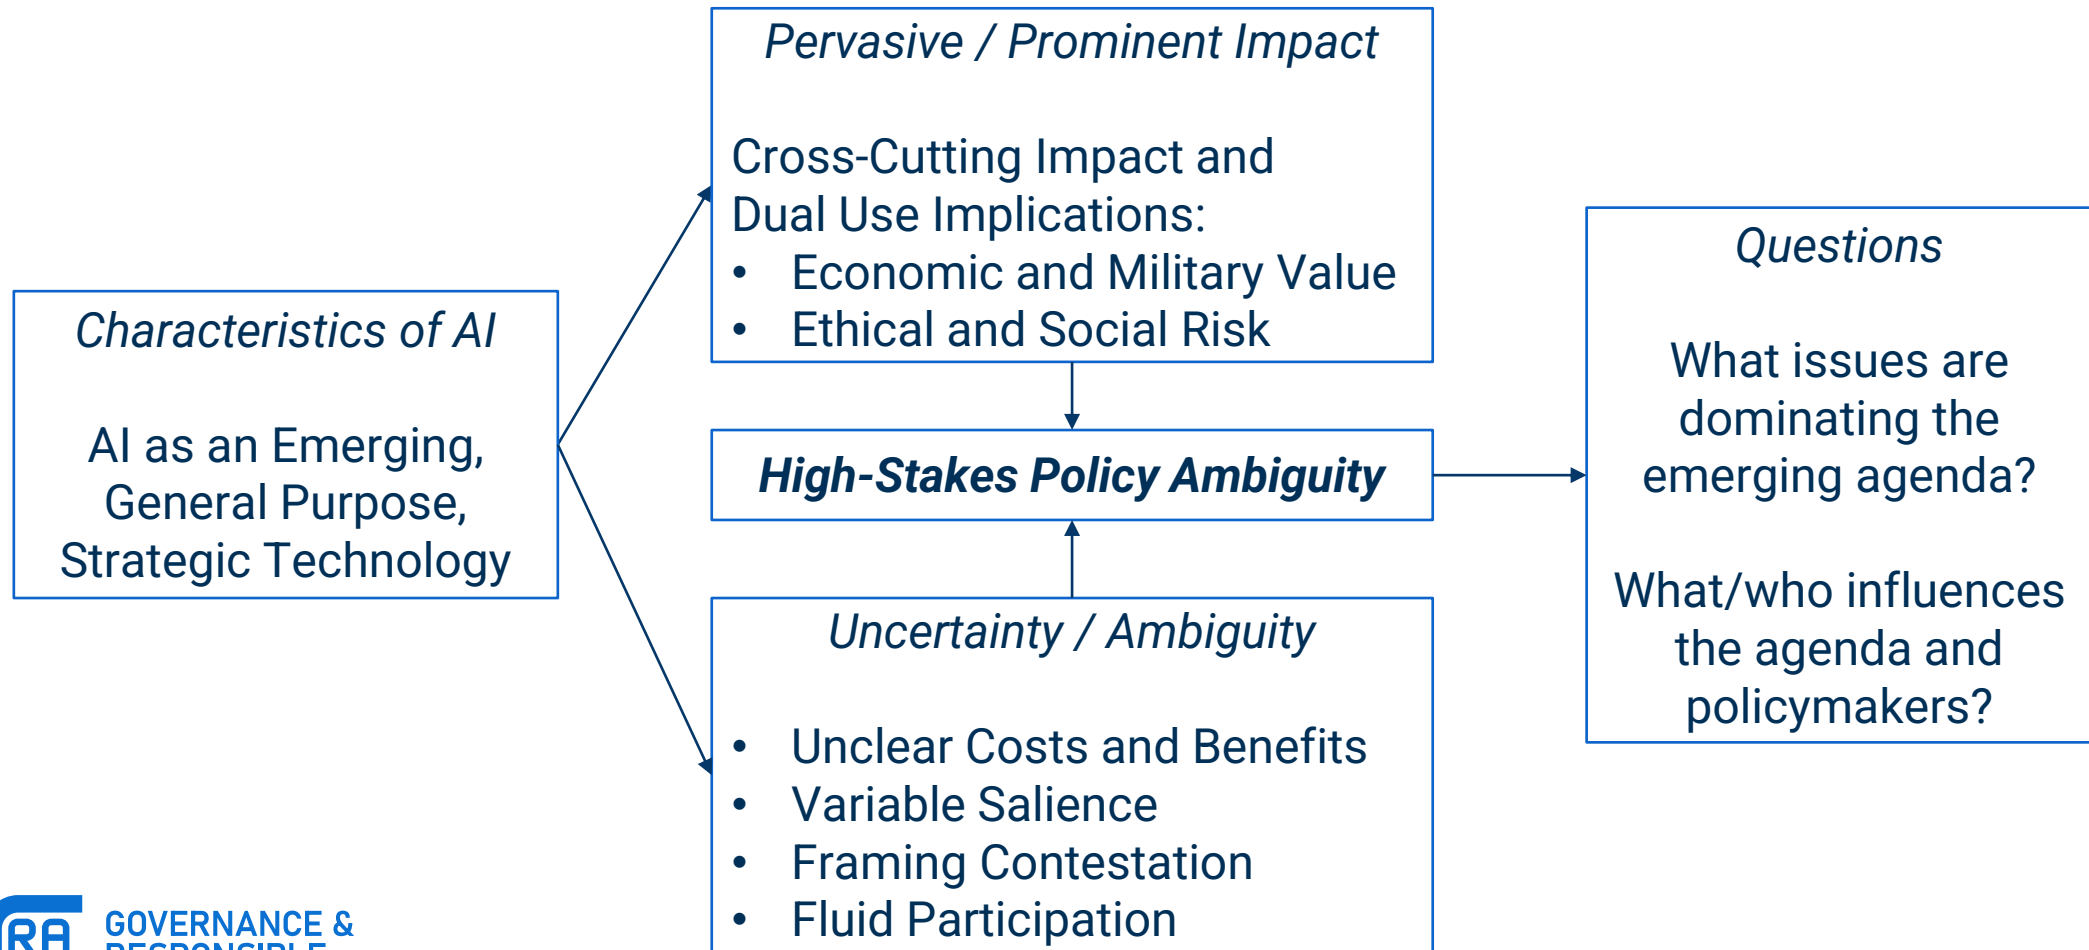 Characteristics of AI
AI as an Emerging,
General Purpose,
Strategic Technology
Pervasive / Prominent Impact
Cross-Cutting Impact and
Dual Use Implications:
• Economic and Military Value
• Ethical and Social Risk
High-Stakes Policy Ambiguity
Uncertainty / Ambiguity
• Unclear Costs and Benefits
• Variable Salience
• Framing Contestation
• Fluid Participation
Questions
What issues are
dominating the
emerging agenda?
What/who influences
the agenda and
policymakers?
RA
GOVERNANCE &
RESPONSIBLE